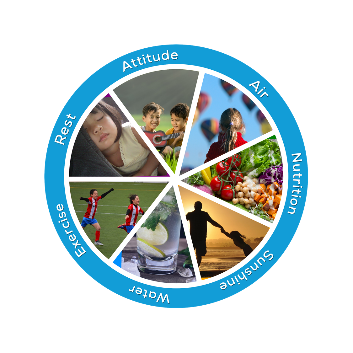 Attitude
Air
Nutrition
Sunshine
Water
Exercise
Rest